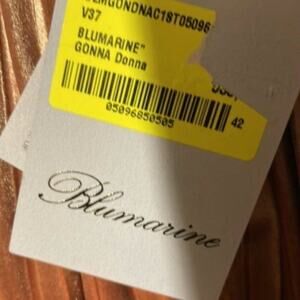 V37
BLUMARINE"
GONNA Donna
05096850505
42
Blumarine